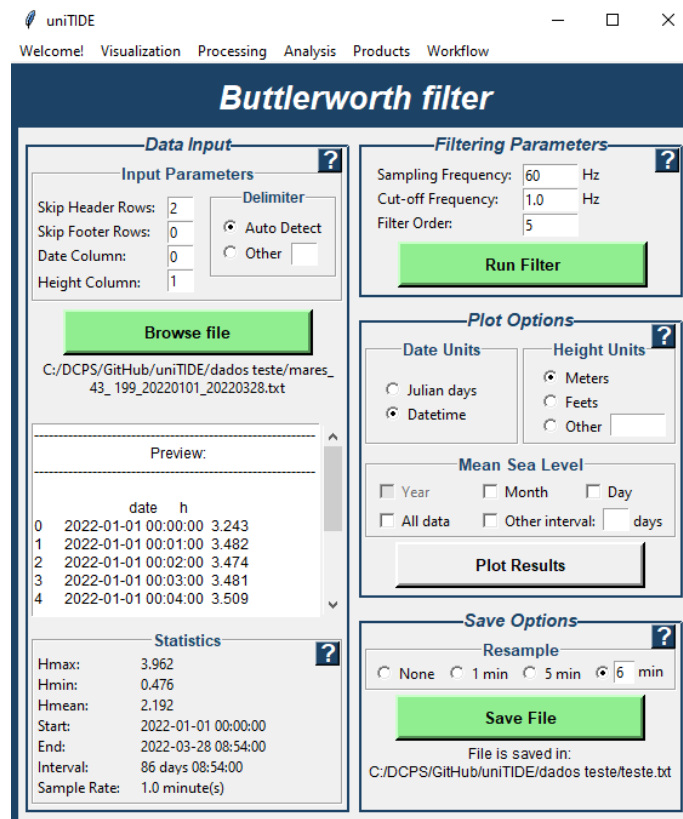 uniTIDE
Welcome! Visualization Processing Analysis Products Workflow
Buttlerworth filter
Data Input
?
Input Parameters
Skip Header Rows: 2
Skip Footer Rows: 0
Date Column: 0
Height Column: 1
Delimiter
Auto Detect
Other
Browse file
C:/DCPS/GitHub/uniTIDE/dados teste/mares_
43_ 199_20220101_20220328.txt
Preview:
date h
0 2022-01-01 00:00:00 3.243
1 2022-01-01 00:01:00 3.482
2 2022-01-01 00:02:00 3.474
3 2022-01-01 00:03:00 3.481
4 2022-01-01 00:04:00 3.509
Statistics
?
Hmax: 3.962
Hmin: 0.476
Hmean: 2.192
Start: 2022-01-01 00:00:00
End: 2022-03-28 08:54:00
Interval: 86 days 08:54:00
Sample Rate: 1.0 minute(s)
Filtering Parameters
?
Sampling Frequency: 60 Hz
Cut-off Frequency: 1.0 Hz
Filter Order: 5
Run Filter
Plot Options
?
Date Units
Julian days
Datetime
Height Units
Meters
Feets
Other
Mean Sea Level
Year Month Day
All data Other interval: days
Plot Results
Save Options
?
Resample
None 1 min 5 min 6 min
Save File
File is saved in:
C:/DCPS/GitHub/uniTIDE/dados teste/teste.txt